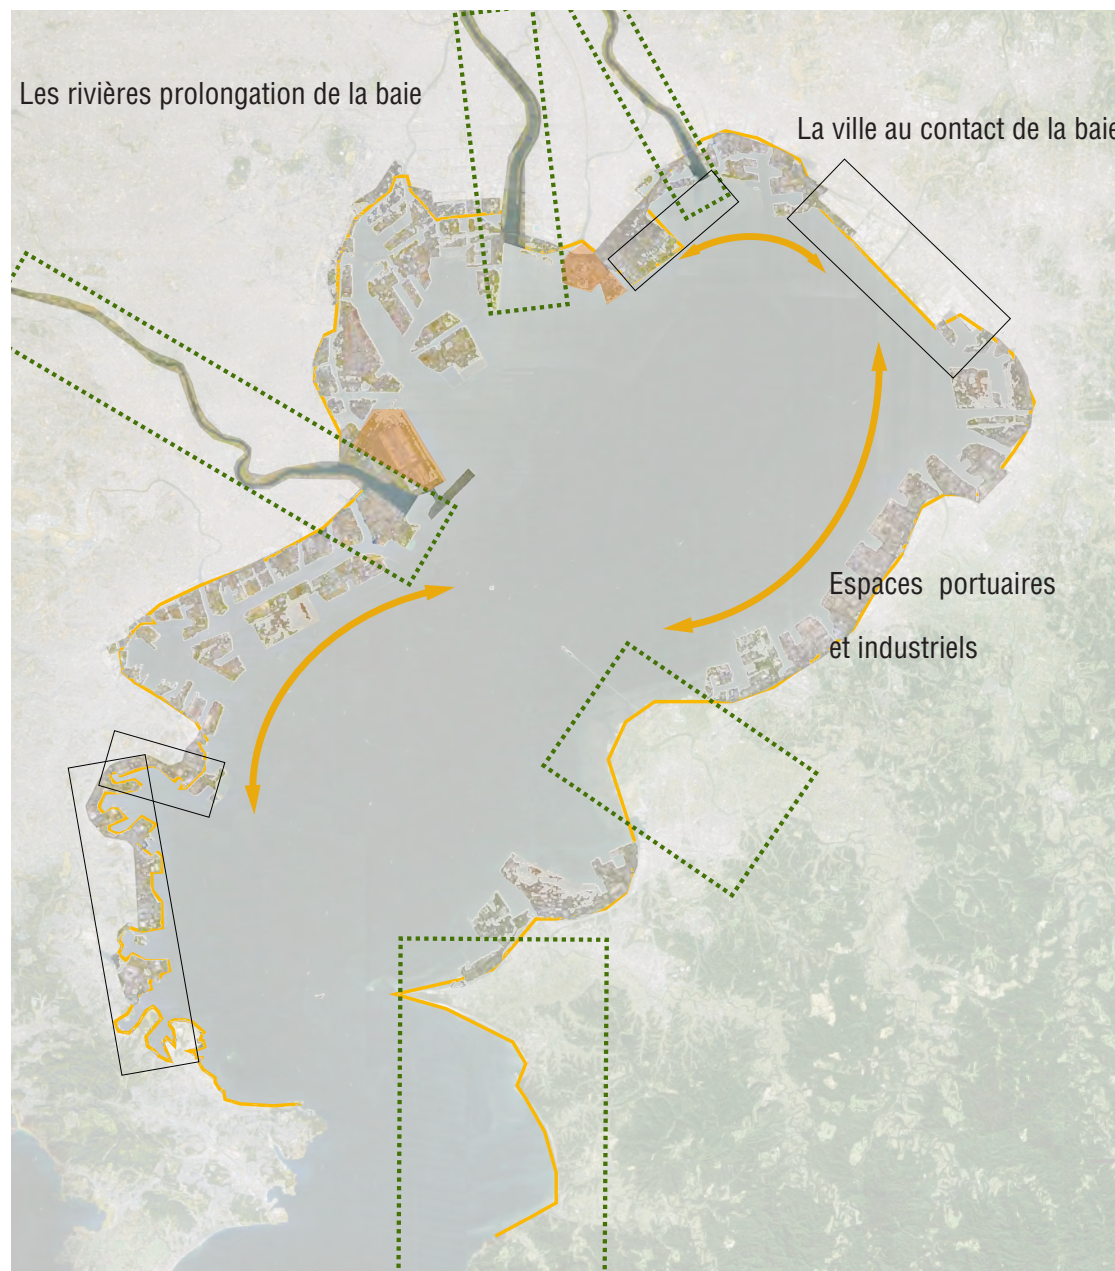 Les rivières prolongation de la baie
La ville au contact de la baie
Espaces portuaires
et industriels